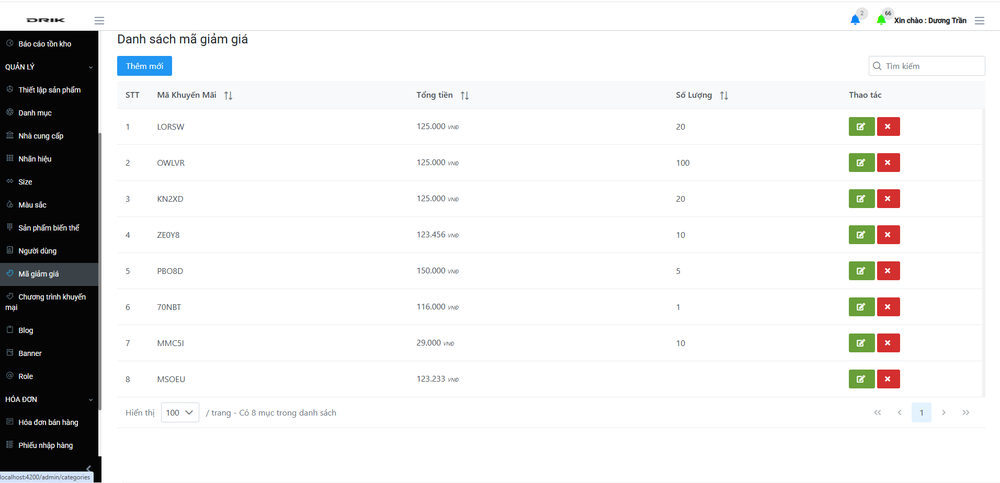 DRIK
2
66
Xin chào : Dương Trần
Báo cáo tồn kho
QUẢN LÝ
Thiết lập sản phẩm
Danh mục
Nhà cung cấp
Nhãn hiệu
Size
Màu sắc
Sản phẩm biến thể
Người dùng
Mã giảm giá
Chương trình khuyến
mại
Blog
Banner
Role
HÓA ĐƠN
Hóa đơn bán hàng
Phiếu nhập hàng
localhost:4200/admin/categories
Danh sách mã giảm giá
Thêm mới
Tìm kiếm
STT Mã Khuyến Mãi Tổng tiền Số Lượng Thao tác
1 LORSW 125.000 VNĐ 20
2 OWLVR 125.000 VNĐ 100
3 KN2XD 125.000 VNĐ 20
4 ZE0Y8 123.456 VNĐ 10
5 PBO8D 150.000 VNĐ 5
6 70NBT 116.000 VNĐ 1
7 MMC5I 29.000 VNĐ 10
8 MSOEU 123.233 VNĐ
Hiển thị 100 / trang - Có 8 mục trong danh sách
1